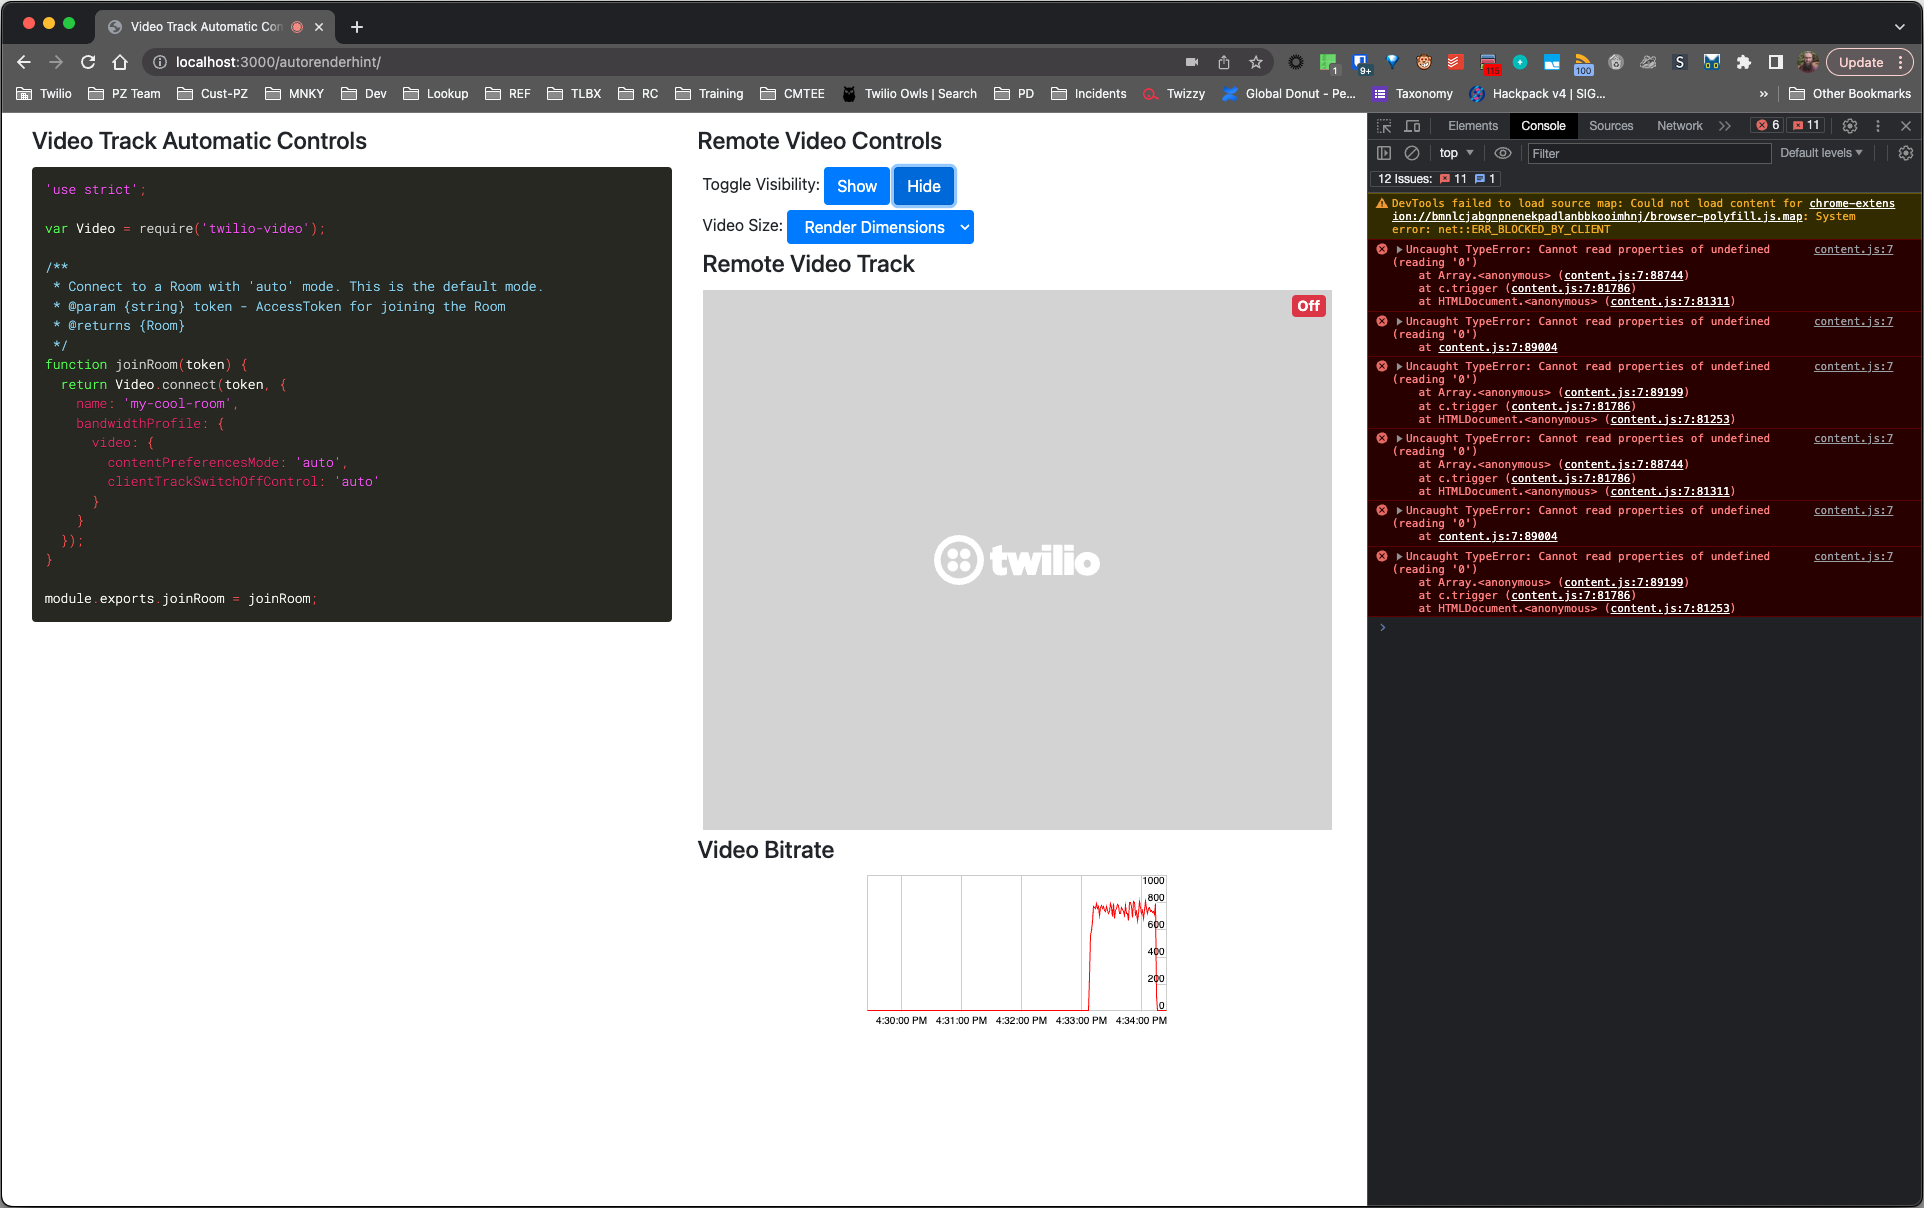 Video Track Automatic Con
localhost:3000/autorenderhint/
1
9+
115
100
S
Update
Twilio
PZ Team
Cust-PZ
MNKY
Dev
Lookup
REF
TLBX
RC
Training
CMTEE
Twilio Owls | Search
PD
Incidents
Twizzy
Global Donut - Pe...
Taxonomy
Hackpack v4 | SIG...
»
Other Bookmarks
Video Track Automatic Controls
'use strict';
var Video = require('twilio-video');
/**
* Connect to a Room with 'auto' mode. This is the default mode.
* @param {string} token - AccessToken for joining the Room
* @returns {Room}
*/
function joinRoom(token) {
return Video.connect(token, {
name: 'my-cool-room',
bandwidthProfile: {
video: {
contentPreferencesMode: 'auto',
clientTrackSwitchOffControl: 'auto'
}
}
});
}
module.exports.joinRoom = joinRoom;
Remote Video Controls
Toggle Visibility: Show Hide
Video Size: Render Dimensions
Remote Video Track
Off
twilio
Video Bitrate
1000
800
600
400
200
0
4:30:00 PM 4:31:00 PM 4:32:00 PM 4:33:00 PM 4:34:00 PM
Elements Console Sources Network » 6 11
top Filter Default levels
12 Issues: 11 1
DevTools failed to load source map: Could not load content for chrome-extens
ion://bmnlcjabgnpnenekpadlanbbkooimhnj/browser-polyfill.js.map: System
error: net::ERR_BLOCKED_BY_CLIENT
Uncaught TypeError: Cannot read properties of undefined content.js:7
(reading '0')
at Array.<anonymous> (content.js:7:88744)
at c.trigger (content.js:7:81786)
at HTMLDocument.<anonymous> (content.js:7:81311)
Uncaught TypeError: Cannot read properties of undefined content.js:7
(reading '0')
at content.js:7:89004
Uncaught TypeError: Cannot read properties of undefined content.js:7
(reading '0')
at Array.<anonymous> (content.js:7:89199)
at c.trigger (content.js:7:81786)
at HTMLDocument.<anonymous> (content.js:7:81253)
Uncaught TypeError: Cannot read properties of undefined content.js:7
(reading '0')
at Array.<anonymous> (content.js:7:88744)
at c.trigger (content.js:7:81786)
at HTMLDocument.<anonymous> (content.js:7:81311)
Uncaught TypeError: Cannot read properties of undefined content.js:7
(reading '0')
at content.js:7:89004
Uncaught TypeError: Cannot read properties of undefined content.js:7
(reading '0')
at Array.<anonymous> (content.js:7:89199)
at c.trigger (content.js:7:81786)
at HTMLDocument.<anonymous> (content.js:7:81253)